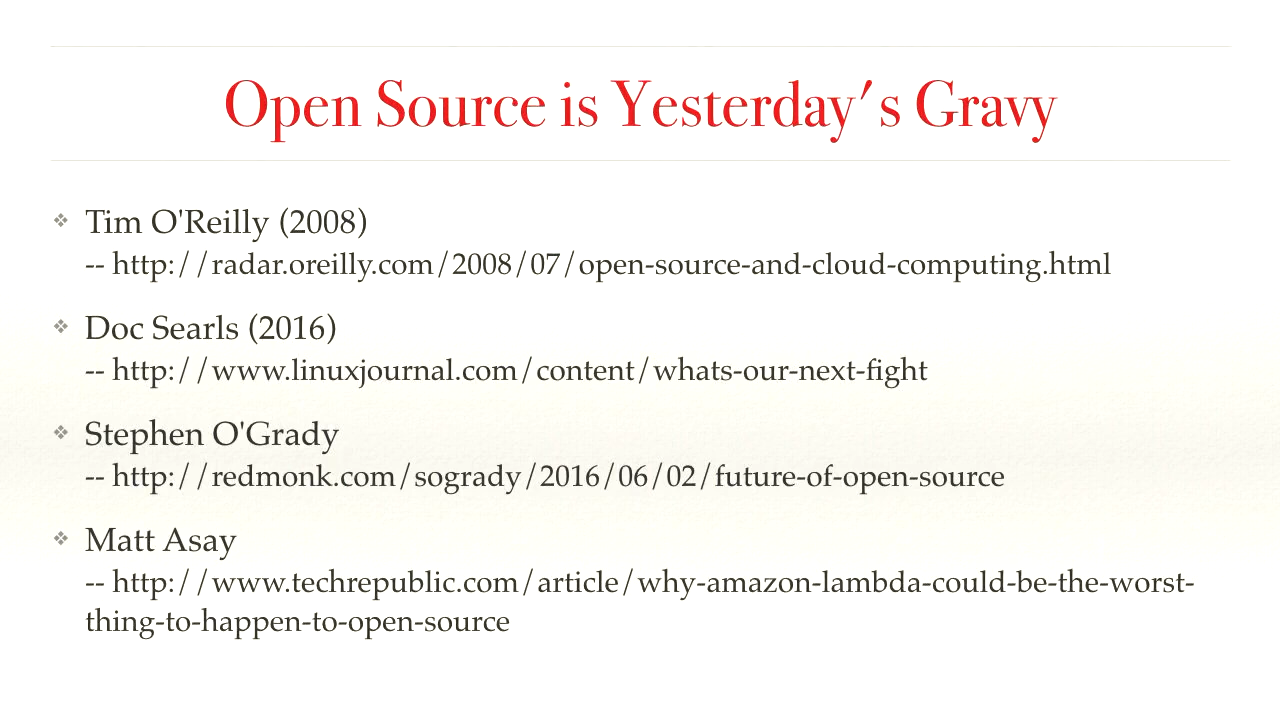 Open Source is Yesterday's Gravy
❖ Tim O'Reilly (2008)
-- http://radar.oreilly.com/2008/07/open-source-and-cloud-computing.html
❖ Doc Searls (2016)
-- http://www.linuxjournal.com/content/whats-our-next-fight
❖ Stephen O'Grady
-- http://redmonk.com/sogrady/2016/06/02/future-of-open-source
❖ Matt Asay
-- http://www.techrepublic.com/article/why-amazon-lambda-could-be-the-worst-
thing-to-happen-to-open-source